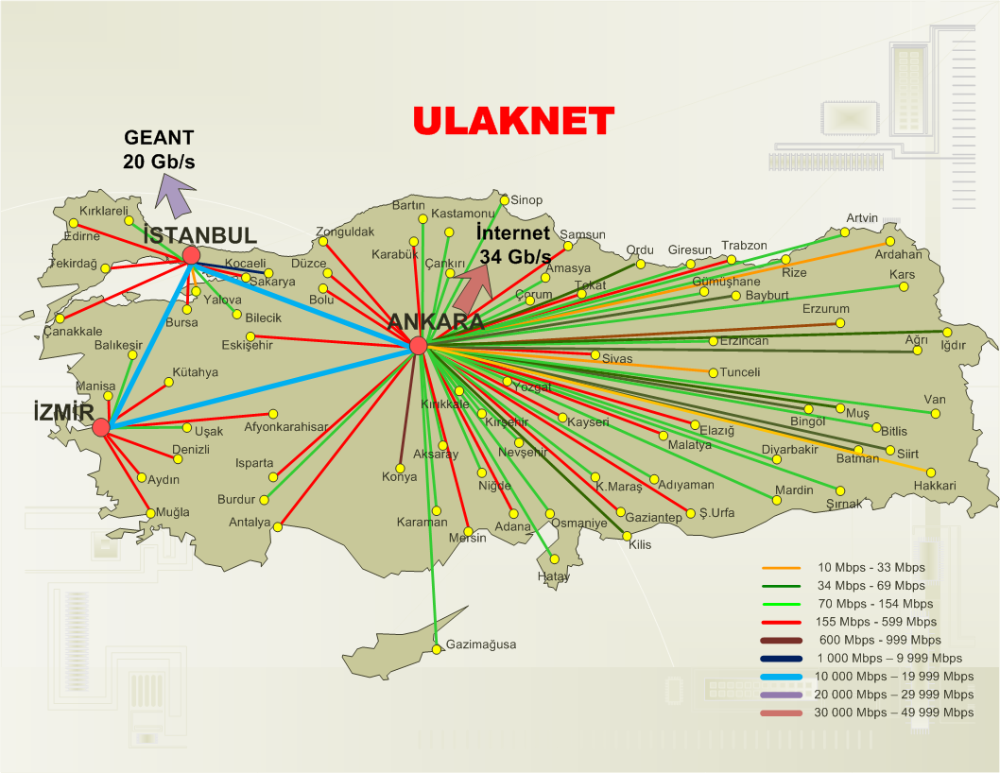 ULAKNET
GEANT
20 Gb/s
Kırklareli
Edirne
İSTANBUL
Tekirdağ
Kocaeli
Sakarya
Yalova
Bursa
Bilecik
Çanakkale
Balıkeşir
Eskişehir
Kütahya
Manisa
İZMİR
Uşak
Afyonkarahisar
Denizli
Aydın
Muğla
Isparta
Burdur
Antalya
Zonguldak
Düzce
Bolu
Bartın
Karabük
Kastamonu
Çankırı
Sinop
İnternet
34 Gb/s
Samsun
Amasya
Çorum
Tokat
Ordu
Giresun
Trabzon
Rize
Artvin
Ardahan
Kars
Gümüşhane
Bayburt
Erzurum
Erzincan
Ağrı
Iğdır
ANKARA
Sivas
Tunceli
Yozgat
Kırıkkale
Kırşehir
Kayseri
Nevşehir
Aksaray
Konya
Niğde
Karaman
Mersin
Adana
Osmaniye
Hatay
K.Maraş
Gaziantep
Kilis
Adıyaman
Ş.Urfa
Malatya
Elazığ
Diyarbakir
Mardin
Bingöl
Muş
Bitlis
Van
Batman
Siirt
Şırnak
Hakkari
Gazimağusa
10 Mbps - 33 Mbps
34 Mbps - 69 Mbps
70 Mbps - 154 Mbps
155 Mbps - 599 Mbps
600 Mbps - 999 Mbps
1 000 Mbps – 9 999 Mbps
10 000 Mbps – 19 999 Mbps
20 000 Mbps – 29 999 Mbps
30 000 Mbps – 49 999 Mbps